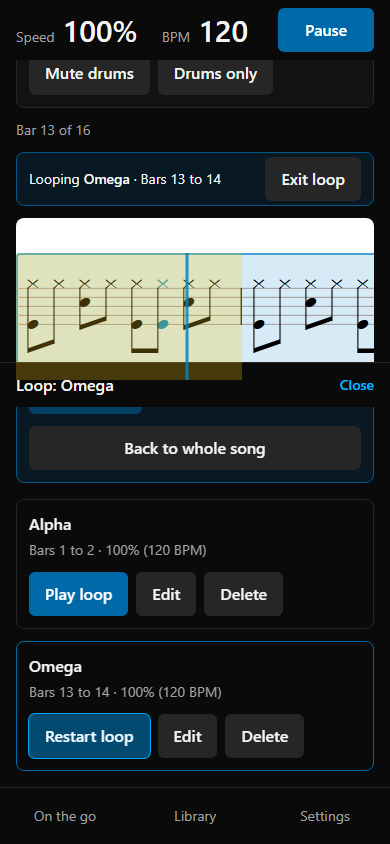 Speed 100% BPM 120 Pause
Mute drums Drums only
Bar 13 of 16
Looping Omega · Bars 13 to 14 Exit loop
Loop: Omega Close
Back to whole song
Alpha
Bars 1 to 2 · 100% (120 BPM)
Play loop Edit Delete
Omega
Bars 13 to 14 · 100% (120 BPM)
Restart loop Edit Delete
On the go Library Settings